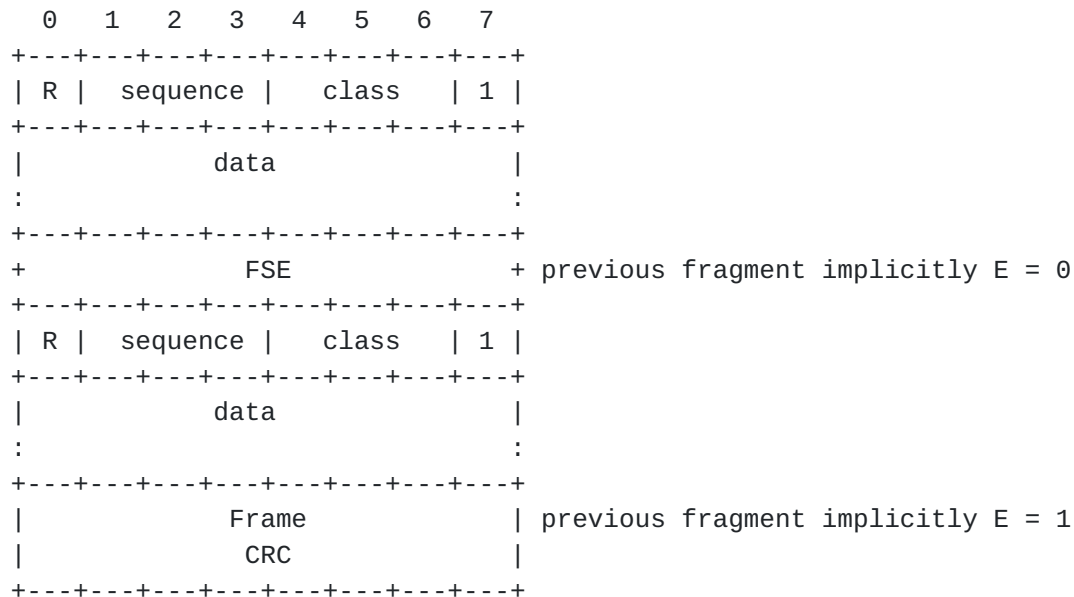 0   1   2   3   4   5   6   7
+---+---+---+---+---+---+---+---+
| R |  sequence |   class   | 1 |
+---+---+---+---+---+---+---+---+
|            data               |
:                               :
+---+---+---+---+---+---+---+---+
+              FSE              + previous fragment implicitly E = 0
+---+---+---+---+---+---+---+---+
| R |  sequence |   class   | 1 |
+---+---+---+---+---+---+---+---+
|            data               |
:                               :
+---+---+---+---+---+---+---+---+
|             Frame             | previous fragment implicitly E = 1
|              CRC              |
+---+---+---+---+---+---+---+---+